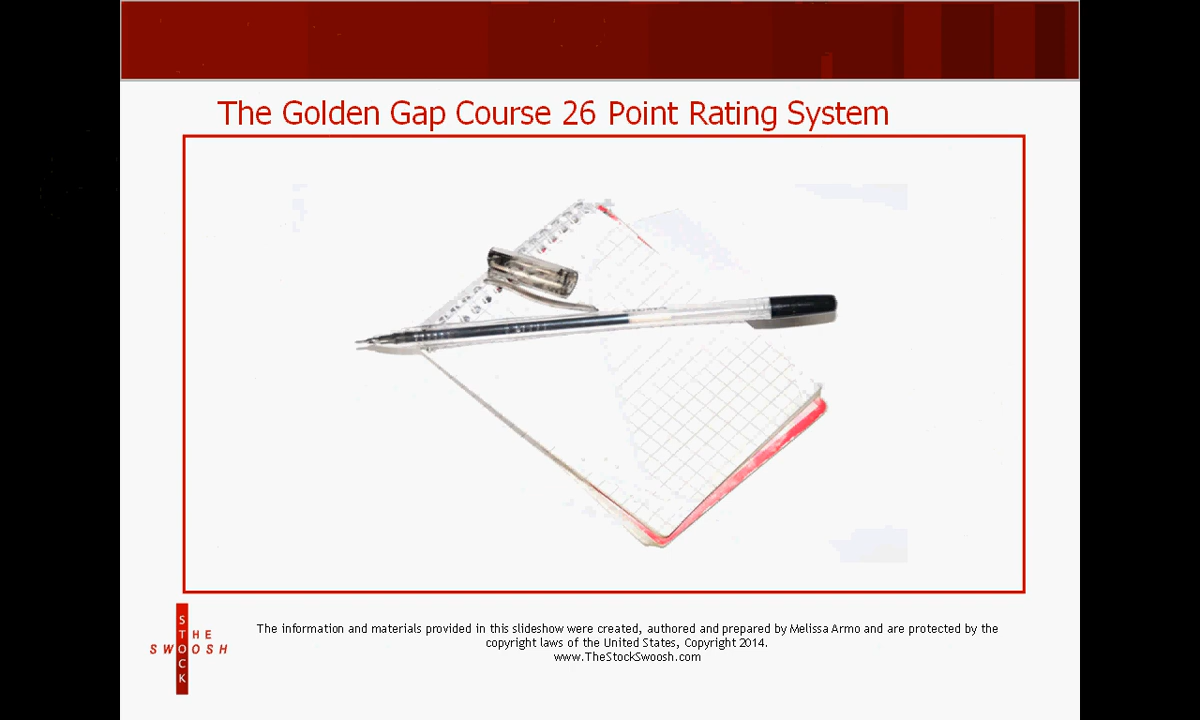 The Golden Gap Course 26 Point Rating System
THE
STOCK
SWOOSH
The information and materials provided in this slideshow were created, authored and prepared by Melissa Armo and are protected by the
copyright laws of the United States, Copyright 2014.
www.TheStockSwoosh.com